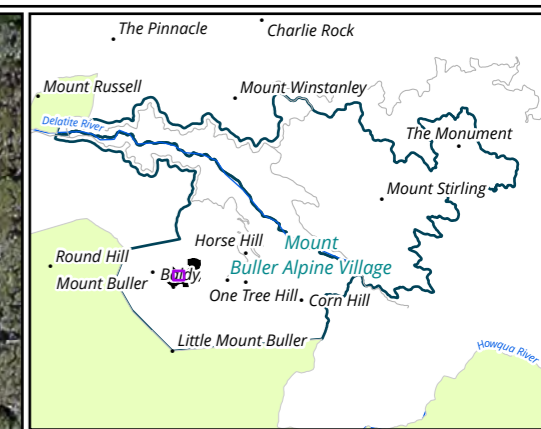 The Pinnacle
Charlie Rock
Mount Russell
Mount Winstanley
Delatite River
The Monument
Mount Stirling
Horse Hill
Mount
Buller Alpine Village
Round Hill
Mount Buller
Baldy
One Tree Hill
Corn Hill
Little Mount Buller
Howqua River